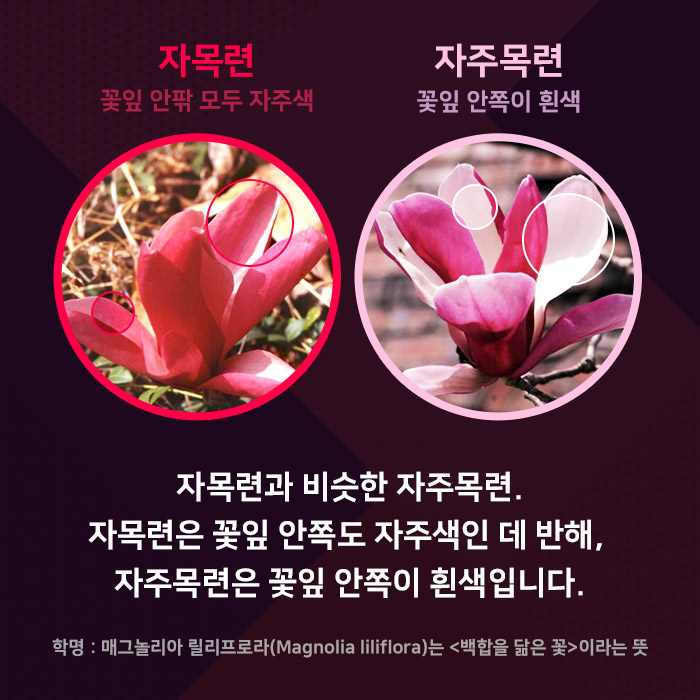 자목련
꽃잎 안팎 모두 자주색
자주목련
꽃잎 안쪽이 흰색
자목련과 비슷한 자주목련.
자목련은 꽃잎 안쪽도 자주색인 데 반해,
자주목련은 꽃잎 안쪽이 흰색입니다.
학명 : 매그놀리아 릴리프로라(Magnolia liliflora)는 <백합을 닮은 꽃>이라는 뜻